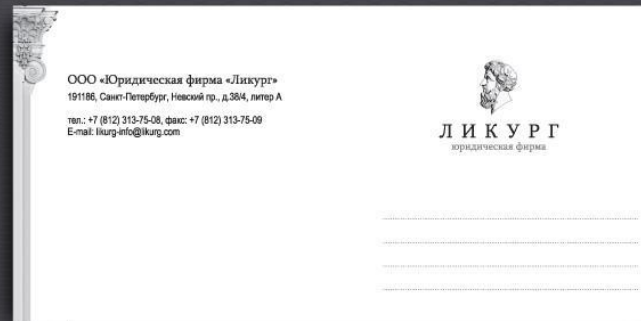 ООО «Юридическая фирма «Ликург»
191186, Санкт-Петербург, Невский пр., д.38/4, литер А
тел.: +7 (812) 313-75-08, факс: +7 (812) 313-75-09
E-mail: likurg-info@likurg.com
ЛИКУРГ
юридическая фирма